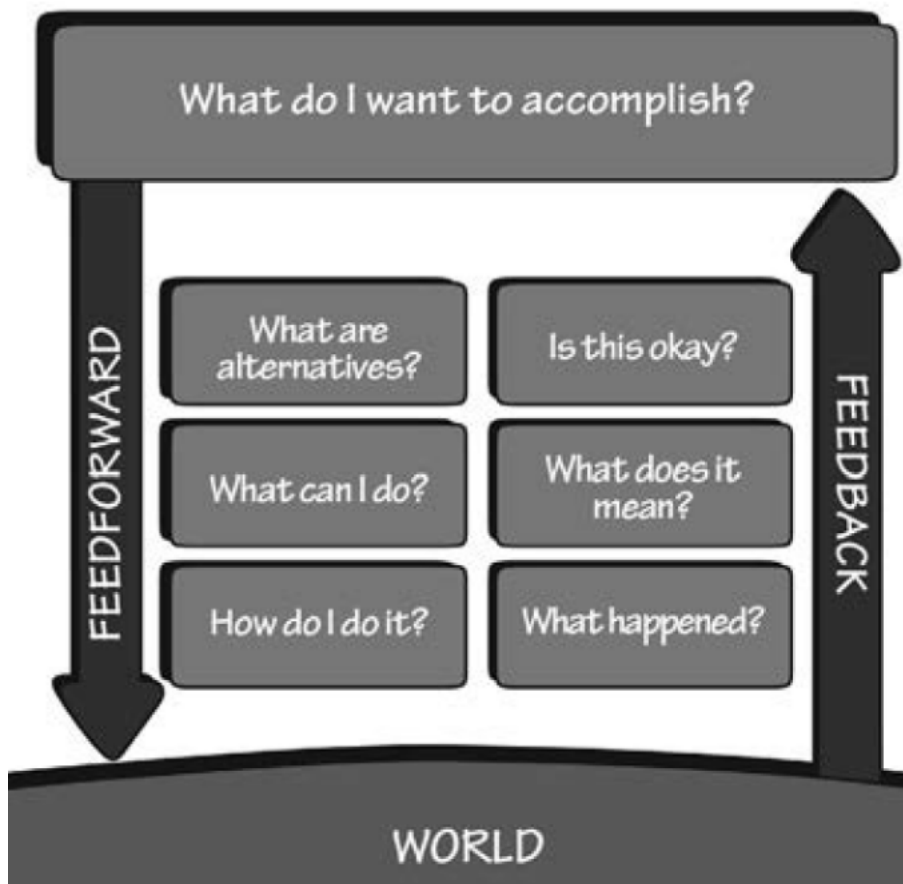 What do I want to accomplish?
FEEDFORWARD
What are
alternatives?
What can I do?
How do I do it?
Is this okay?
What does it
mean?
What happened?
FEEDBACK
WORLD